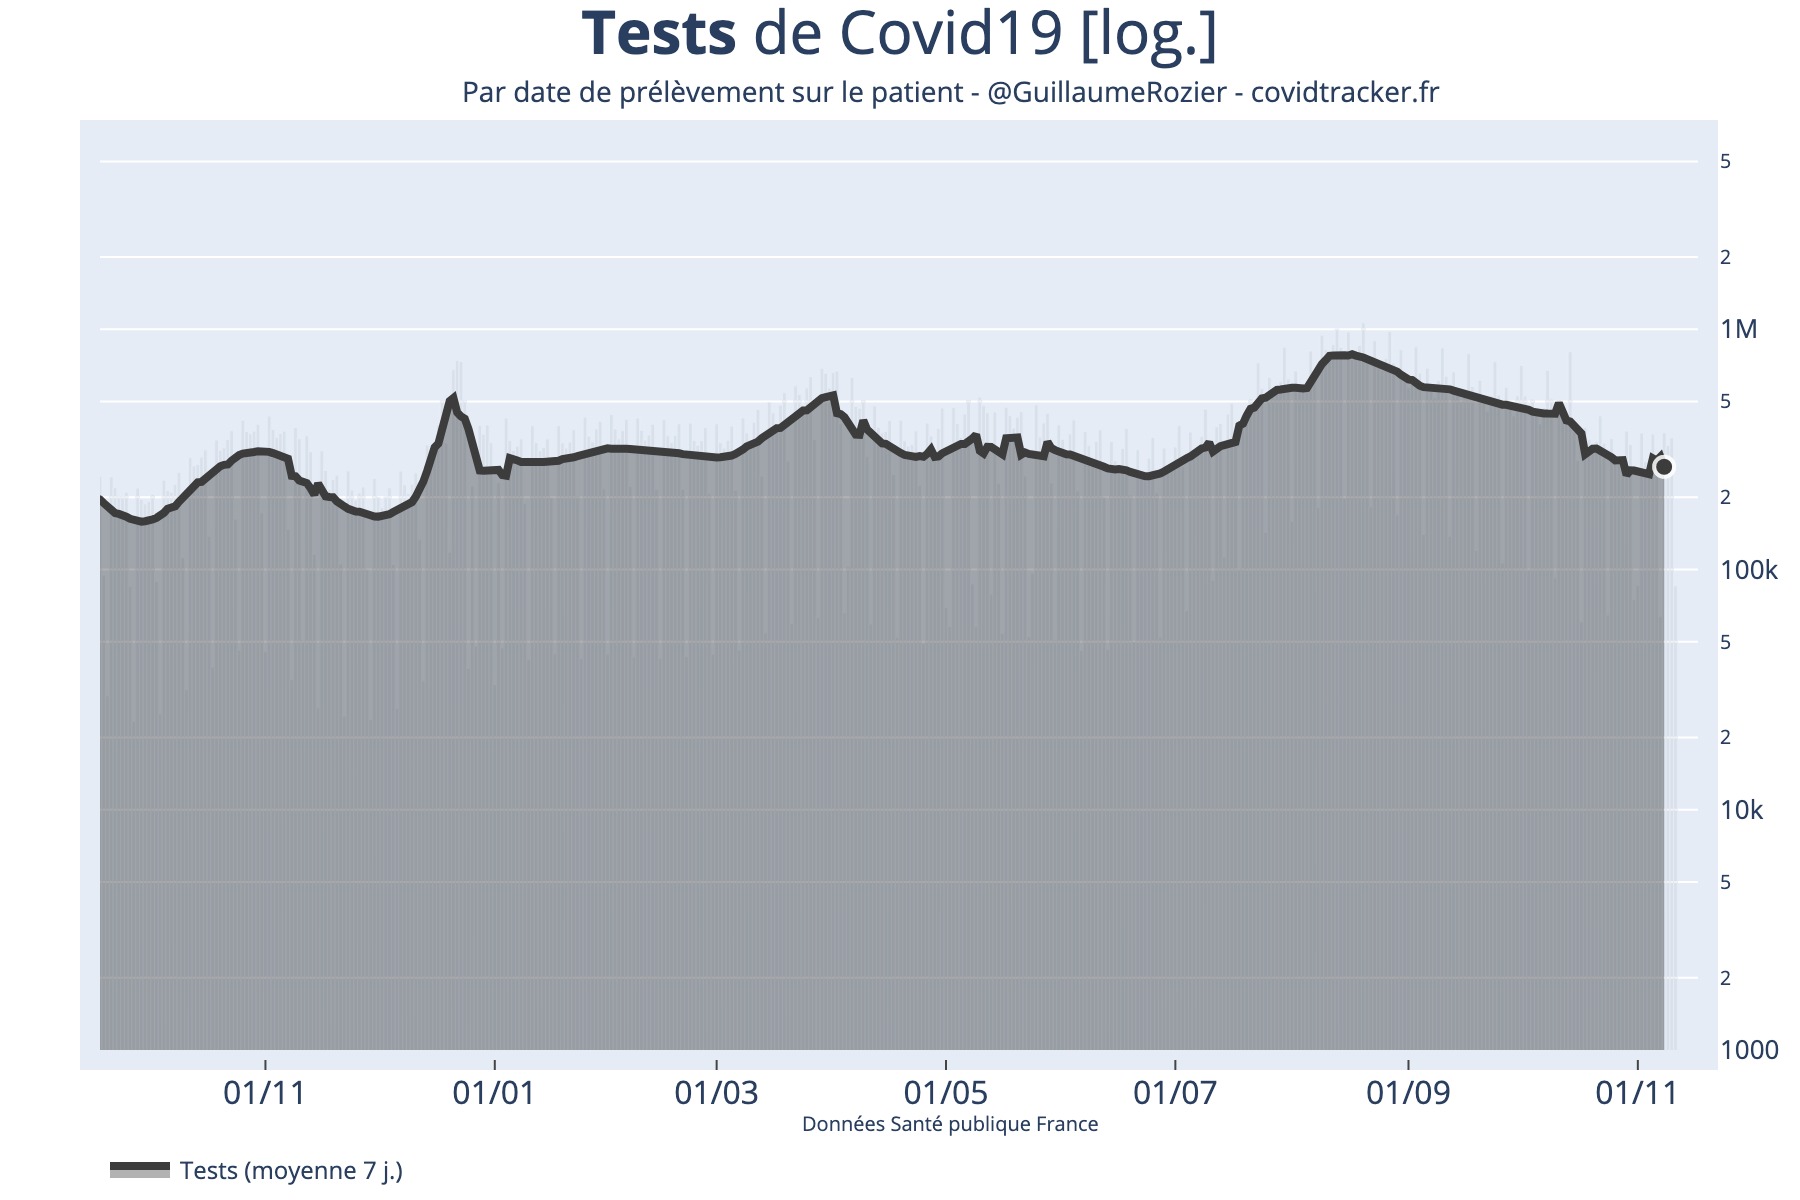 Tests de Covid19 [log.]
Par date de prélèvement sur le patient - @GuillaumeRozier - covidtracker.fr
5
2
1M
5
2
100k
5
2
10k
5
2
1000
01/11 01/01 01/03 01/05 01/07 01/09 01/11
Données Santé publique France
Tests (moyenne 7 j.)